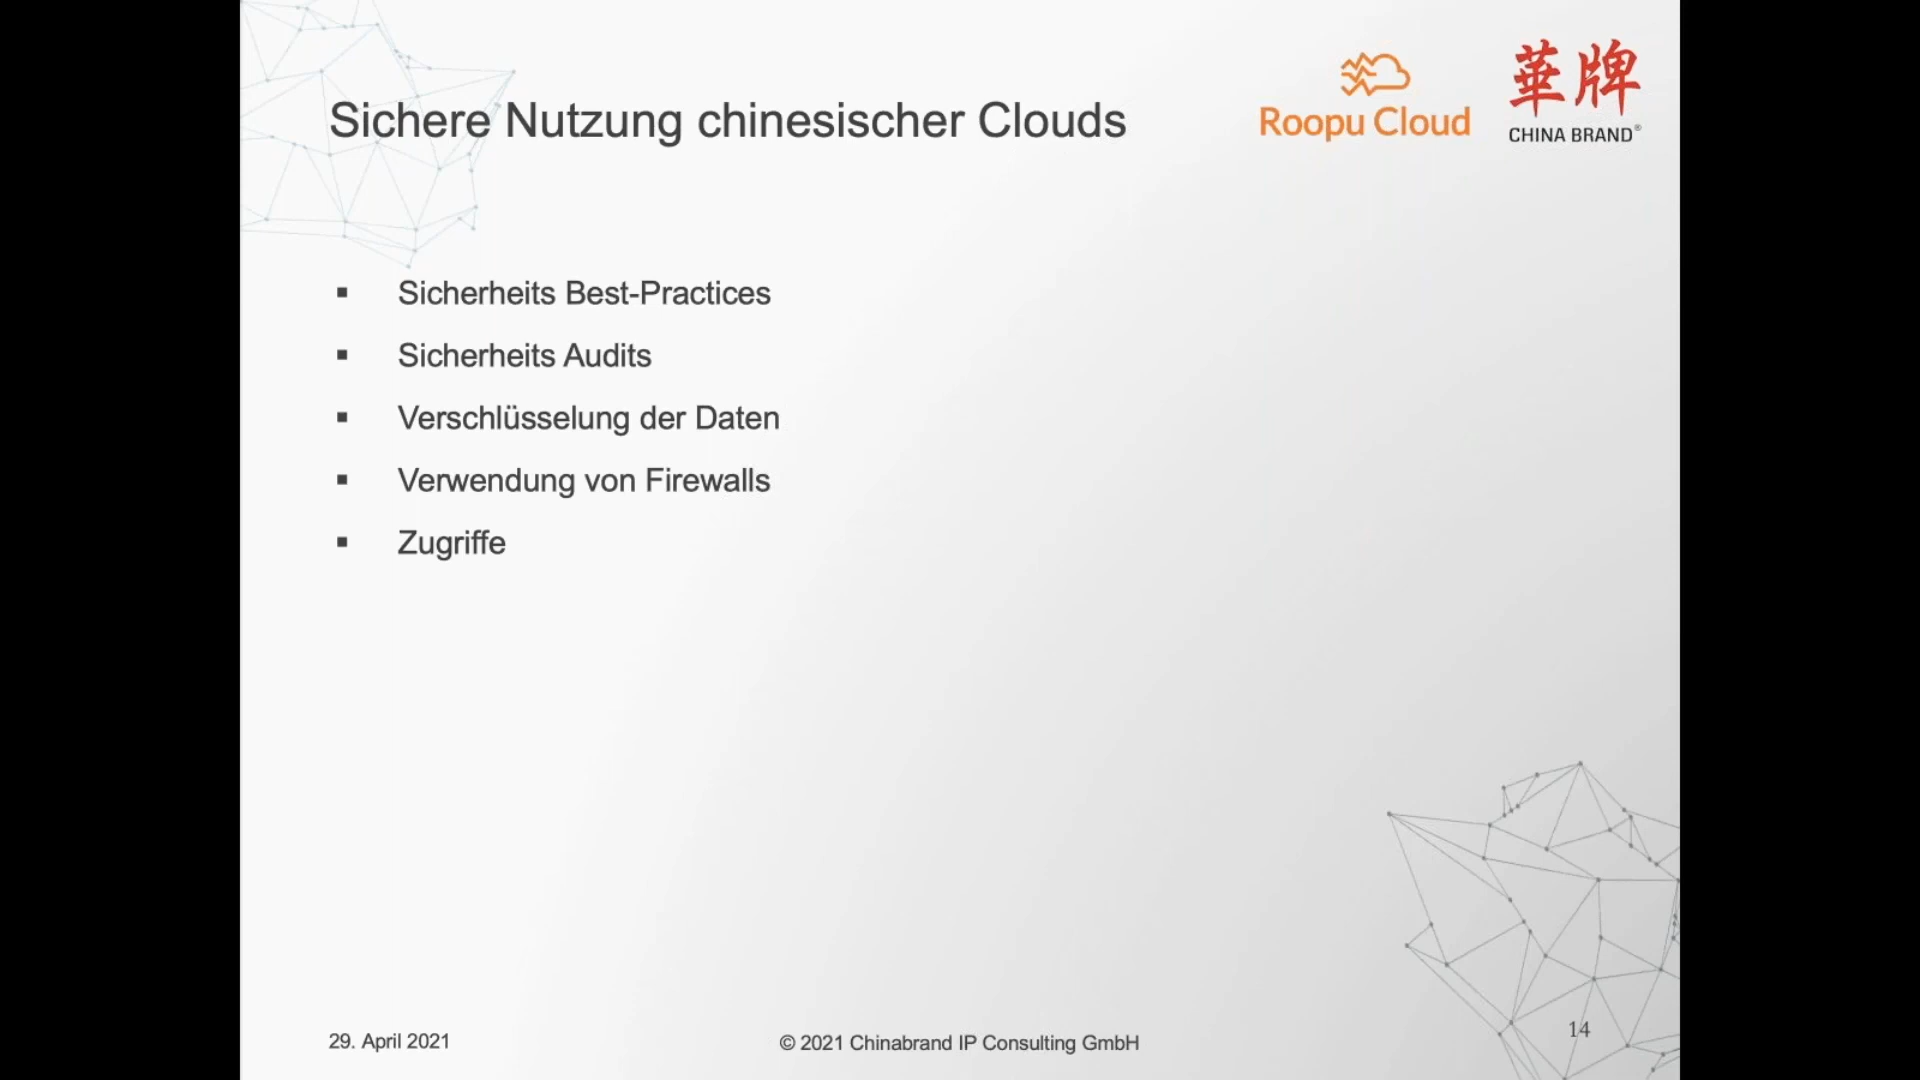 Sichere Nutzung chinesischer Clouds
Roopu Cloud
華牌
CHINA BRAND®
▪ Sicherheits Best-Practices
▪ Sicherheits Audits
▪ Verschlüsselung der Daten
▪ Verwendung von Firewalls
▪ Zugriffe
29. April 2021
© 2021 Chinabrand IP Consulting GmbH
14